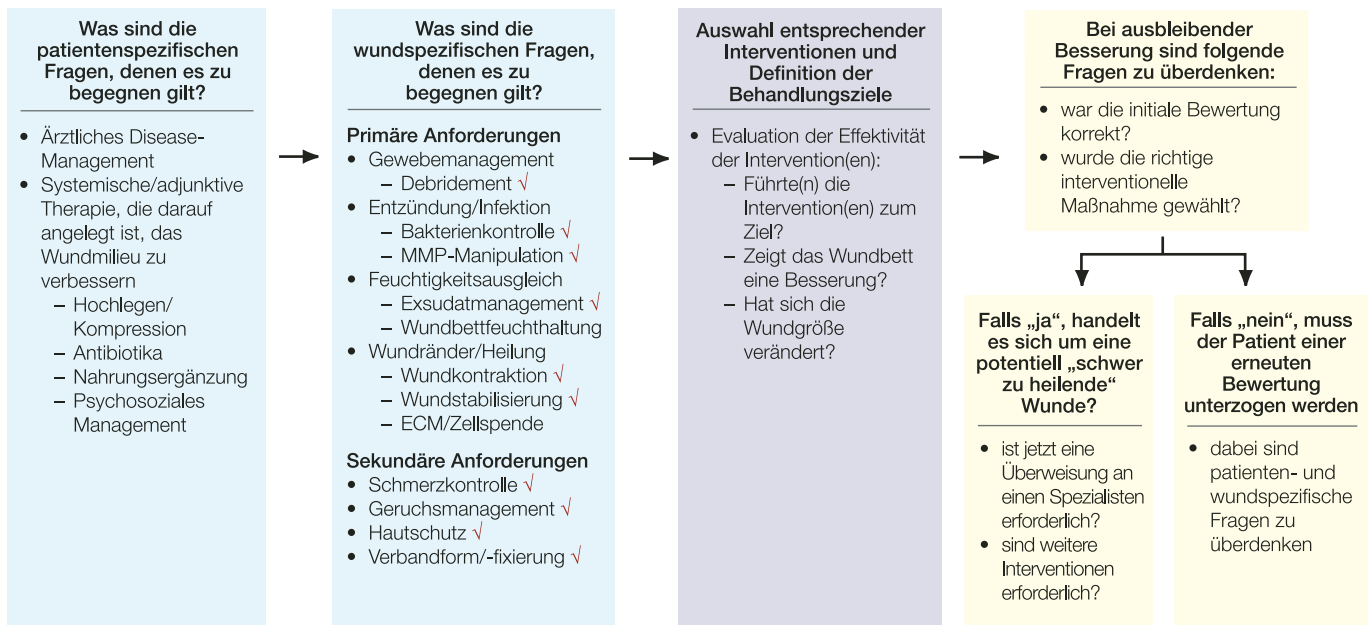 Was sind die
patientenspezifischen
Fragen, denen es zu
begegnen gilt?
• Ärztliches Disease-
Management
• Systemische/adjunktive
Therapie, die darauf
angelegt ist, das
Wundmilieu zu
verbessern
– Hochlegen/
Kompression
– Antibiotika
– Nahrungsergänzung
– Psychosoziales
Management
Was sind die
wundspezifischen Fragen,
denen es zu
begegnen gilt?
Primäre Anforderungen
• Gewebemanagement
– Debridement √
• Entzündung/Infektion
– Bakterienkontrolle √
– MMP-Manipulation √
• Feuchtigkeitsausgleich
– Exsudatmanagement √
– Wundbettfeuchthaltung
• Wundränder/Heilung
– Wundkontraktion √
– Wundstabilisierung √
– ECM/Zellspende
Sekundäre Anforderungen
• Schmerzkontrolle √
• Geruchsmanagement √
• Hautschutz √
• Verbandform/-fixierung √
Auswahl entsprechender
Interventionen und
Definition der
Behandlungsziele
• Evaluation der Effektivität
der Intervention(en):
– Führte(n) die
Intervention(en) zum
Ziel?
– Zeigt das Wundbett
eine Besserung?
– Hat sich die
Wundgröße
verändert?
Bei ausbleibender
Besserung sind folgende
Fragen zu überdenken:
• war die initiale Bewertung
korrekt?
• wurde die richtige
interventionelle
Maßnahme gewählt?
Falls „ja“, handelt
es sich um eine
potentiell „schwer
zu heilende“
Wunde?
• ist jetzt eine
Überweisung an
einen Spezialisten
erforderlich?
• sind weitere
Interventionen
erforderlich?
Falls „nein“, muss
der Patient einer
erneuten
Bewertung
unterzogen werden
• dabei sind
patienten- und
wundspezifische
Fragen zu
überdenken